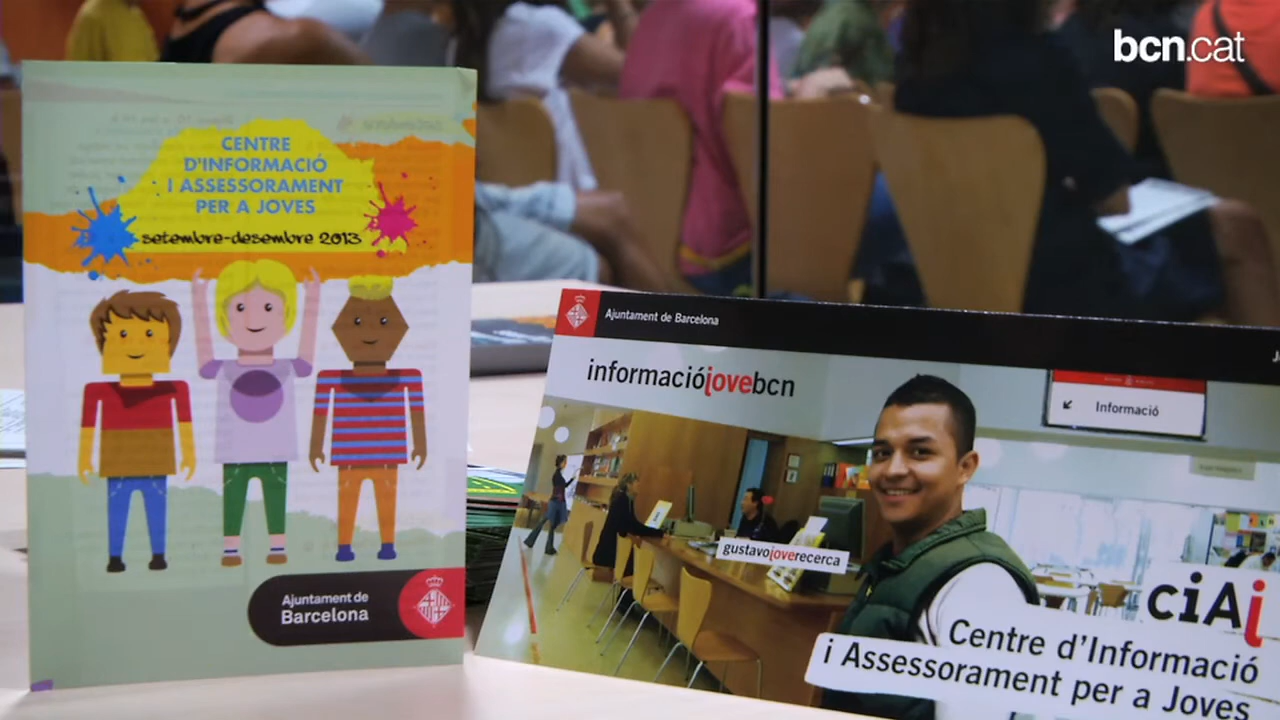 bcn.cat
CENTRE
D'INFORMACIÓ
I ASSESSORAMENT
PER A JOVES
setembre-desembre 2013
Ajuntament de
Barcelona
Ajuntament de Barcelona
informaciójovebcn
Informació
gustavojoverecerca
ciAj
Centre d'Informació
i Assessorament per a Joves